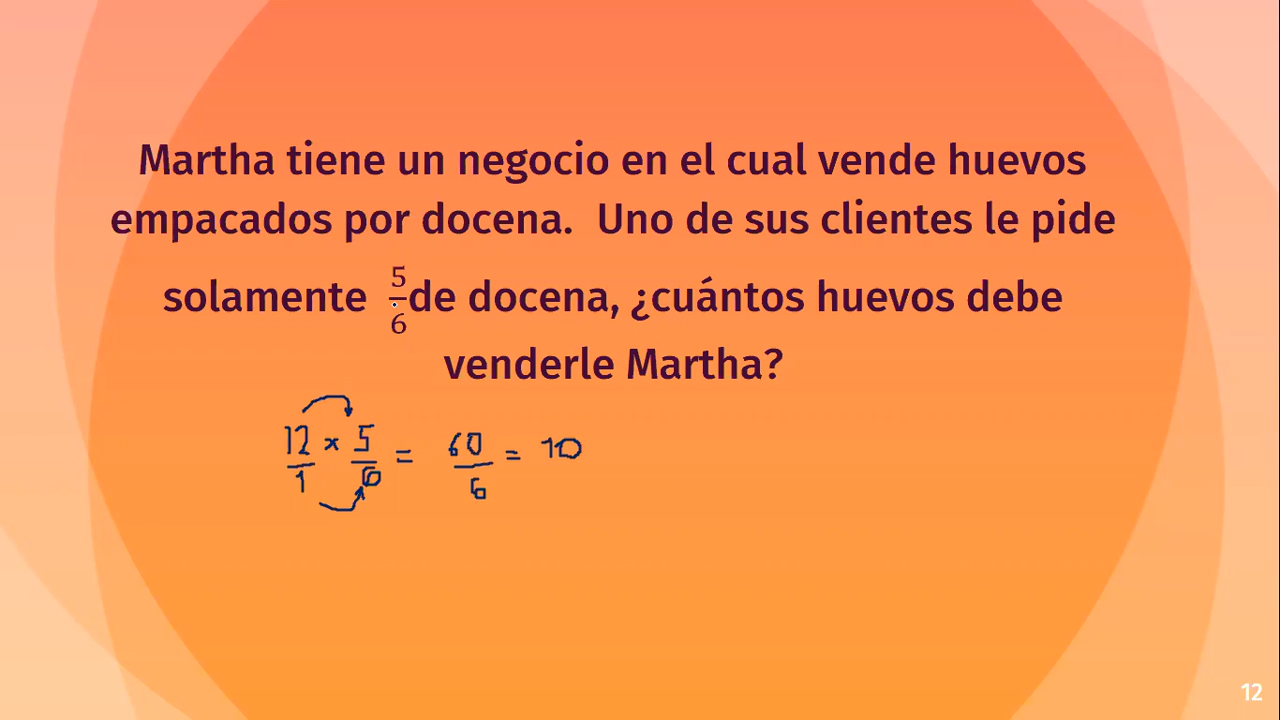 Martha tiene un negocio en el cual vende huevos
empacados por docena. Uno de sus clientes le pide
solamente 5/6 de docena, ¿cuántos huevos debe
venderle Martha?
12/1 x 5/6 = 60/6 = 10
12